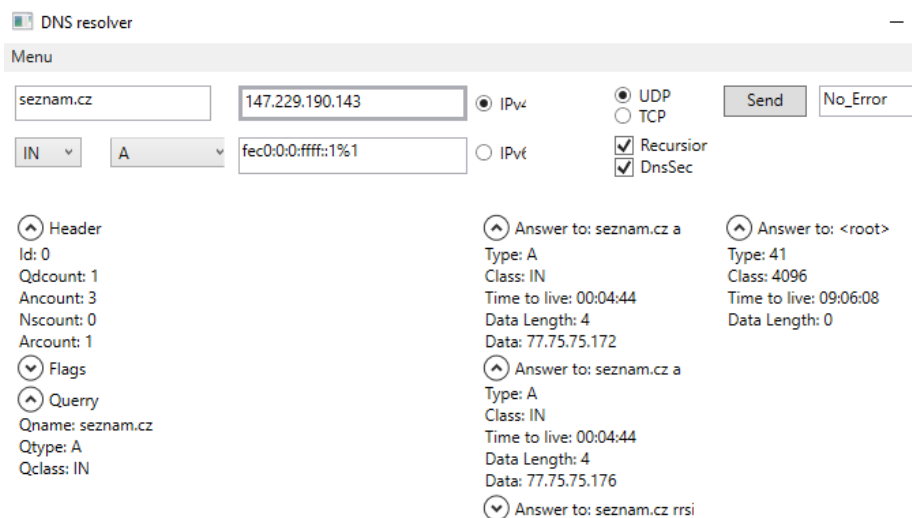 DNS resolver
Menu
seznam.cz
147.229.190.143
IPv4
UDP
TCP
Send
No_Error
IN
A
fec0:0:0:ffff::1%1
IPv6
Recursior
DnsSec
Header
Id: 0
Qdcount: 1
Ancount: 3
Nscount: 0
Arcount: 1
Flags
Querry
Qname: seznam.cz
Qtype: A
Qclass: IN
Answer to: seznam.cz a
Type: A
Class: IN
Time to live: 00:04:44
Data Length: 4
Data: 77.75.75.172
Answer to: seznam.cz a
Type: A
Class: IN
Time to live: 00:04:44
Data Length: 4
Data: 77.75.75.176
Answer to: seznam.cz rrsi
Answer to: <root>
Type: 41
Class: 4096
Time to live: 09:06:08
Data Length: 0